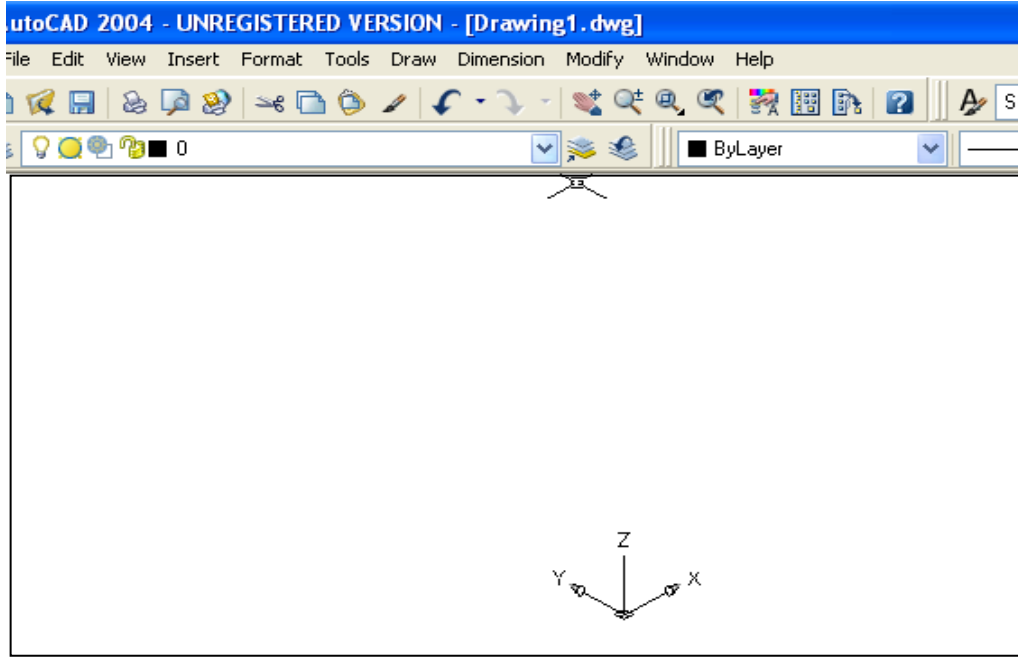 utoCAD 2004 - UNREGISTERED VERSION - [Drawing1.dwg]
File Edit View Insert Format Tools Draw Dimension Modify Window Help
S
0 ByLayer
Z
Y X